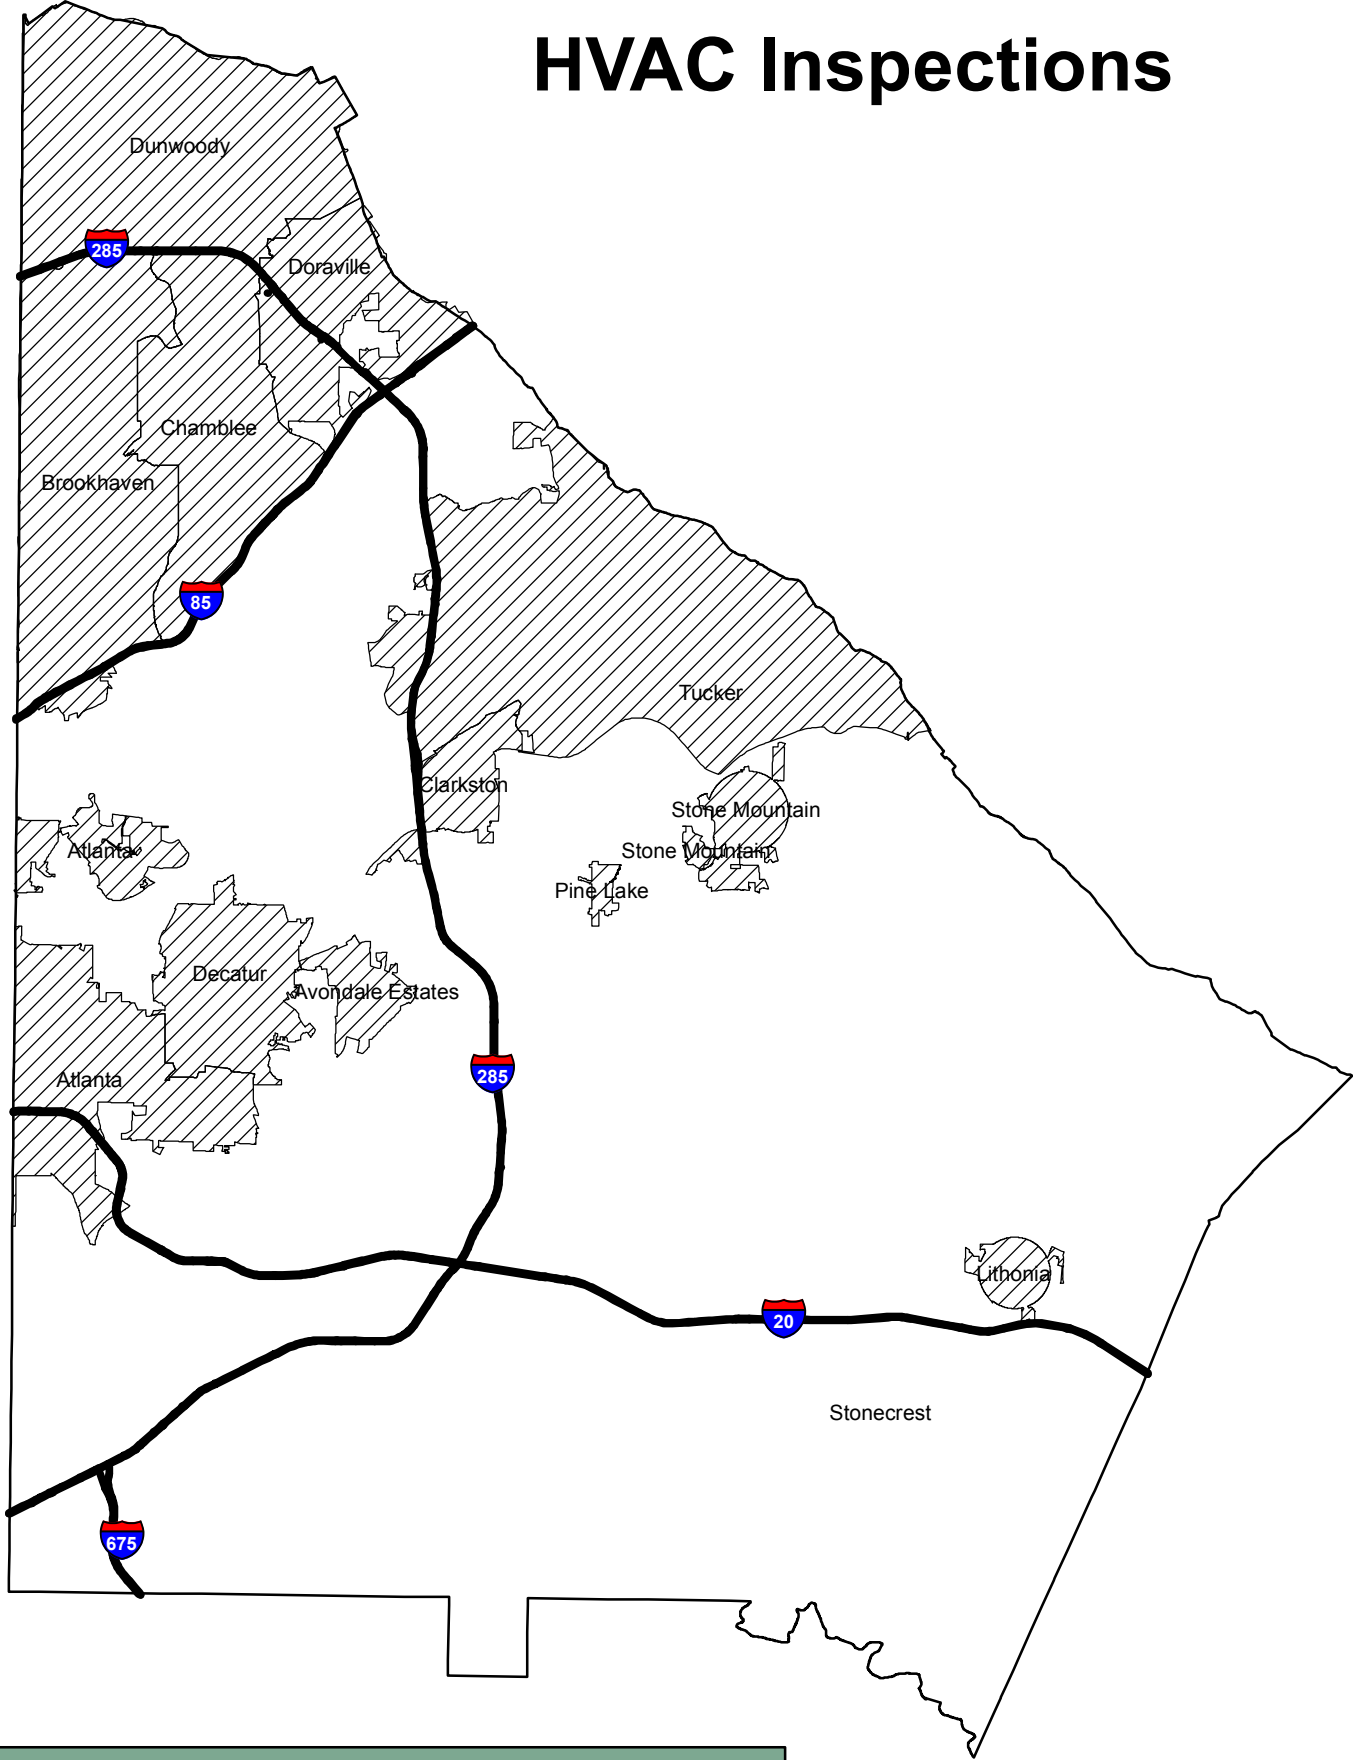 HVAC Inspections
Dunwoody
285
Doraville
Chamblee
Brookhaven
85
Tucker
Clarkston
Stone Mountain
Atlanta
Stone Mountain
Pine Lake
Decatur
Avondale Estates
285
Atlanta
Lithonia
20
Stonecrest
675